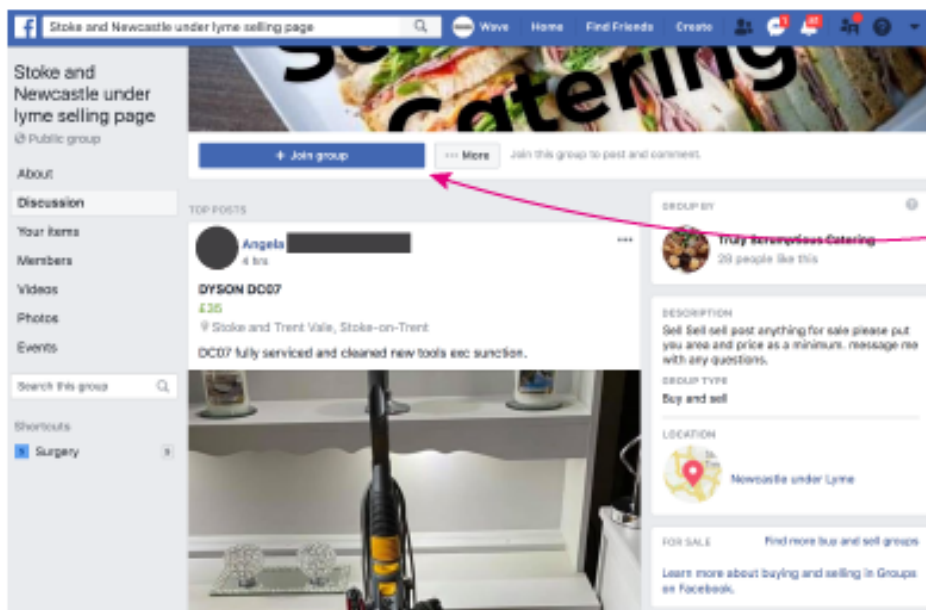 Stoke and Newcastle under lyme selling page
Wave
Home
Find Friends
Create
Stoke and
Newcastle under
lyme selling page
Public group
About
Discussion
Your items
Members
Videos
Photos
Events
Search this group
Shortcuts
Surgery
Catering
+ Join group
More
Join this group to post and comment.
TOP POSTS
Angela
4 hrs
DYSON DC07
£35
Stoke and Trent Vale, Stoke-on-Trent
DC07 fully serviced and cleaned new tools exc sunction.
GROUP BY
Truly Scrumptious Catering
28 people like this
DESCRIPTION
Sell Sell sell post anything for sale please put
you area and price as a minimum. message me
with any questions.
GROUP TYPE
Buy and sell
LOCATION
Newcastle under Lyme
FOR SALE
Find more buy and sell groups
Learn more about buying and selling in Groups
on Facebook.